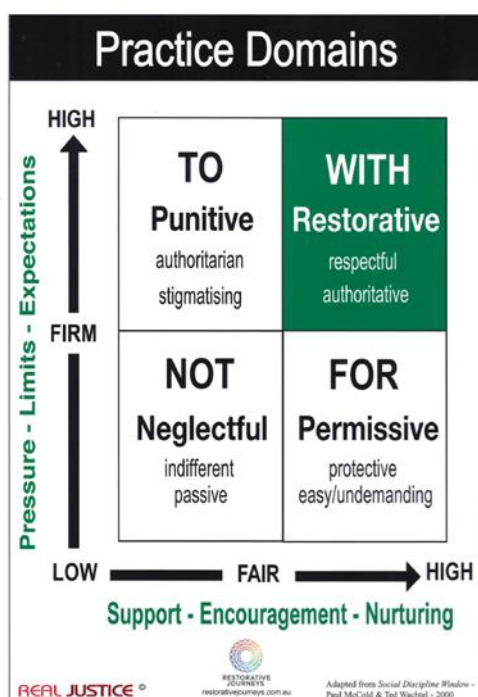 Practice Domains
HIGH
Pressure - Limits - Expectations
TO
Punitive
authoritarian
stigmatising
WITH
Restorative
respectful
authoritative
FIRM
NOT
Neglectful
indifferent
passive
FOR
Permissive
protective
easy/undemanding
LOW
FAIR
HIGH
Support - Encouragement - Nurturing
REAL JUSTICE ©
RESTORATIVE
JOURNEYS
restorativejourneys.com.au
Adapted from Social Discipline Window -
Paul McCold & Ted Wachtel - 2000